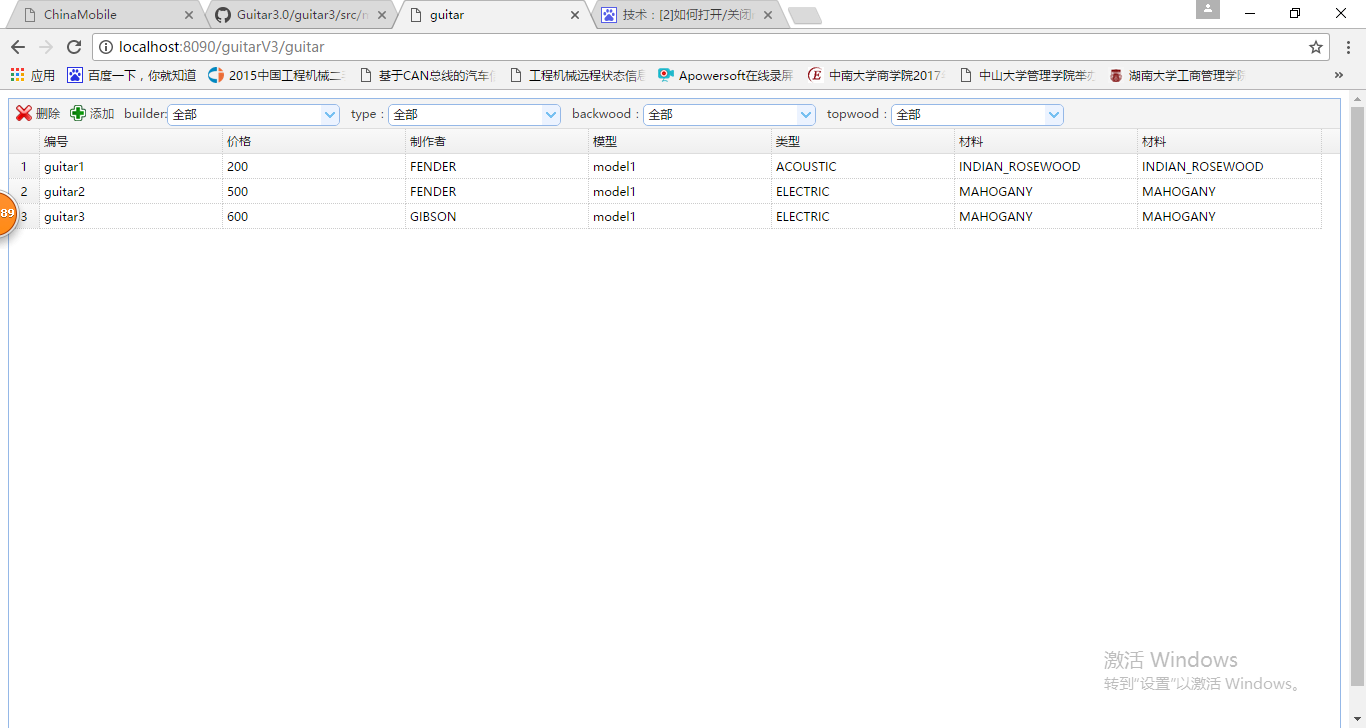 ChinaMobile
Guitar3.0/guitar3/src/
guitar
技术：[2]如何打开/关闭
localhost:8090/guitarV3/guitar
应用 百度一下，你就知道 2015中国工程机械二 基于CAN总线的汽车 工程机械远程状态信息 Apowersoft在线录屏 中南大学商学院2017 中山大学管理学院举 湖南大学工商管理学院 »
删除 添加 builder: 全部 type： 全部 backwood： 全部 topwood： 全部
编号 价格 制作者 模型 类型 材料 材料
1 guitar1 200 FENDER model1 ACOUSTIC INDIAN_ROSEWOOD INDIAN_ROSEWOOD
2 guitar2 500 FENDER model1 ELECTRIC MAHOGANY MAHOGANY
3 guitar3 600 GIBSON model1 ELECTRIC MAHOGANY MAHOGANY
89
激活 Windows
转到"设置"以激活 Windows。